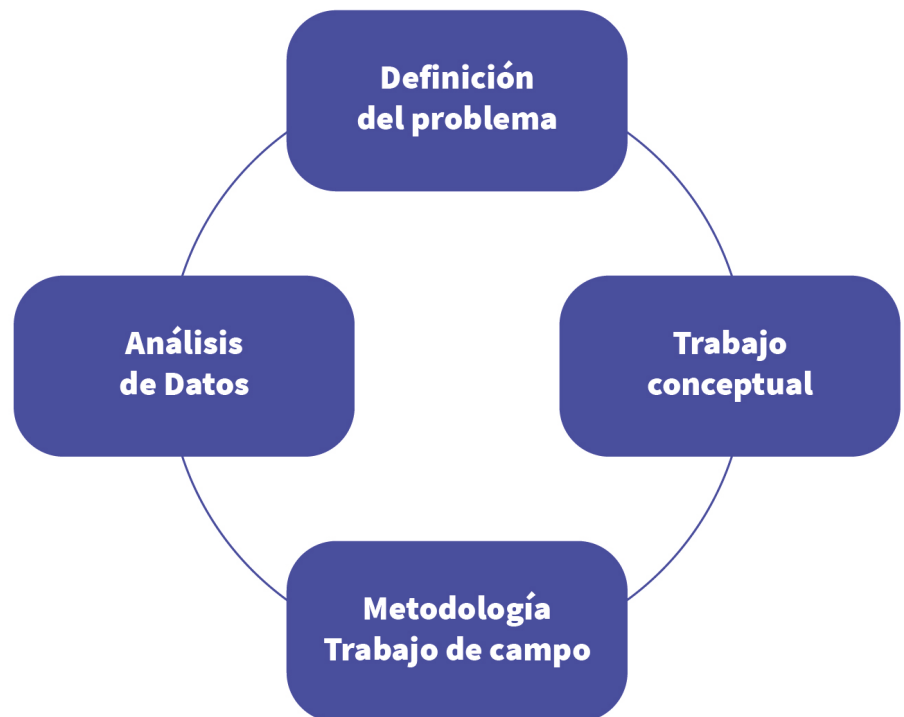 Definición
del problema
Trabajo
conceptual
Metodología
Trabajo de campo
Análisis
de Datos